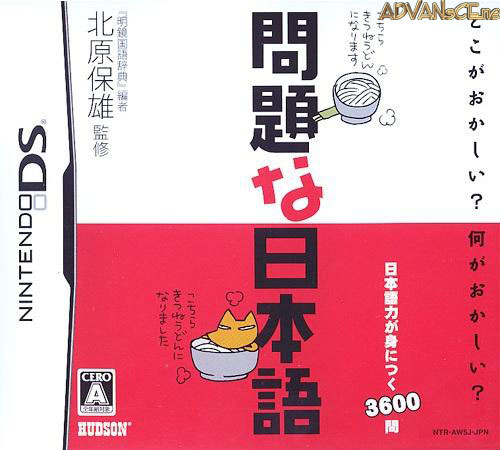 ADVANsCEne
『明鏡国語辞典』編者
北原保雄 監修
NINTENDO DS
問題な日本語
どこがおかしい？何がおかしい？
こちら
きつねうどん
になります
こちら
きつねうどんに
なりました
日本語力が身につく
3600問
CERO
A
全年齢対象
HUDSON
NTR-AWSJ-JPN